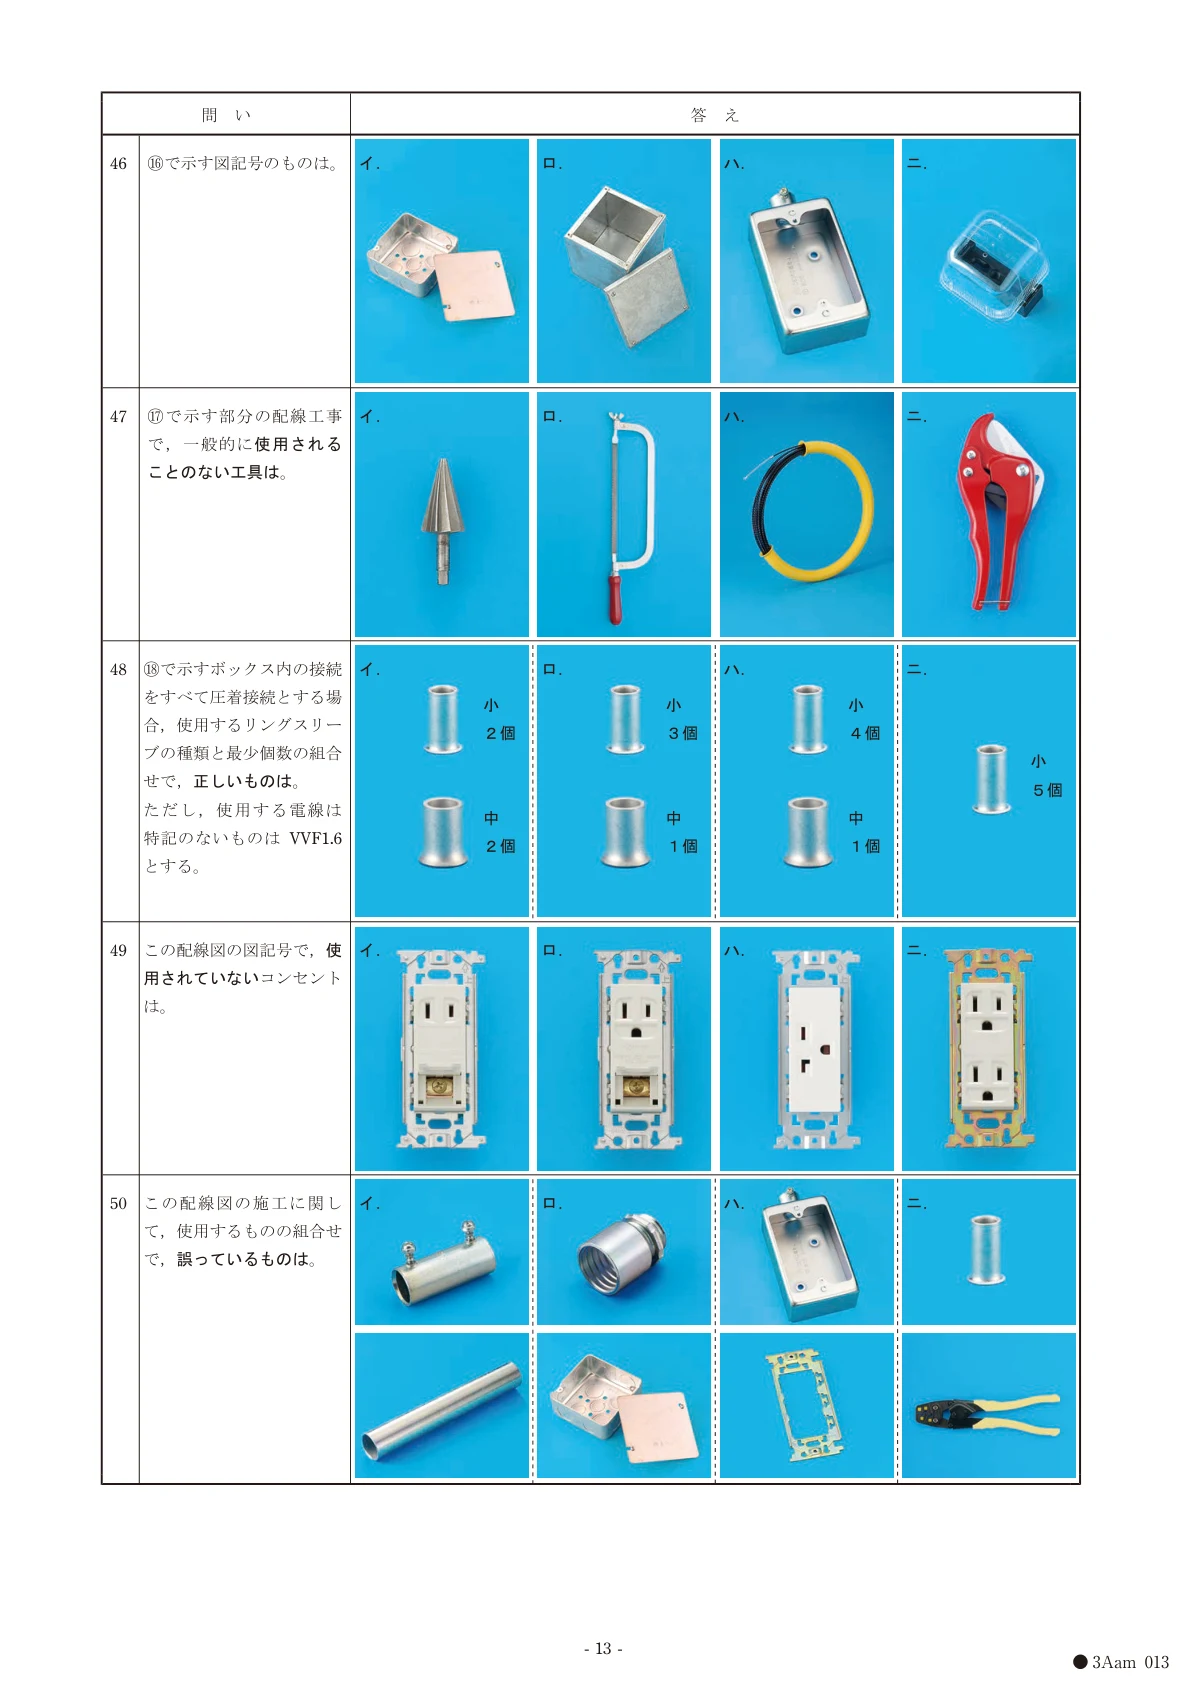 問い 答え
46 ⑯で示す図記号のものは。 イ. ロ. ハ. ニ.
47 ⑰で示す部分の配線工事 イ. ロ. ハ. ニ.
で，一般的に使用される
ことのない工具は。
48 ⑱で示すボックス内の接続 イ. ロ. ハ. ニ.
をすべて圧着接続とする場
合，使用するリングスリー
ブの種類と最少個数の組合
せで，正しいものは。
ただし，使用する電線は
特記のないものは VVF1.6
とする。
小 小 小
2個 3個 4個
小
5個
中 中 中
2個 1個 1個
49 この配線図の図記号で，使 イ. ロ. ハ. ニ.
用されていないコンセント
は。
50 この配線図の施工に関し イ. ロ. ハ. ニ.
て，使用するものの組合せ
で，誤っているものは。
- 13 -
●3Aam 013